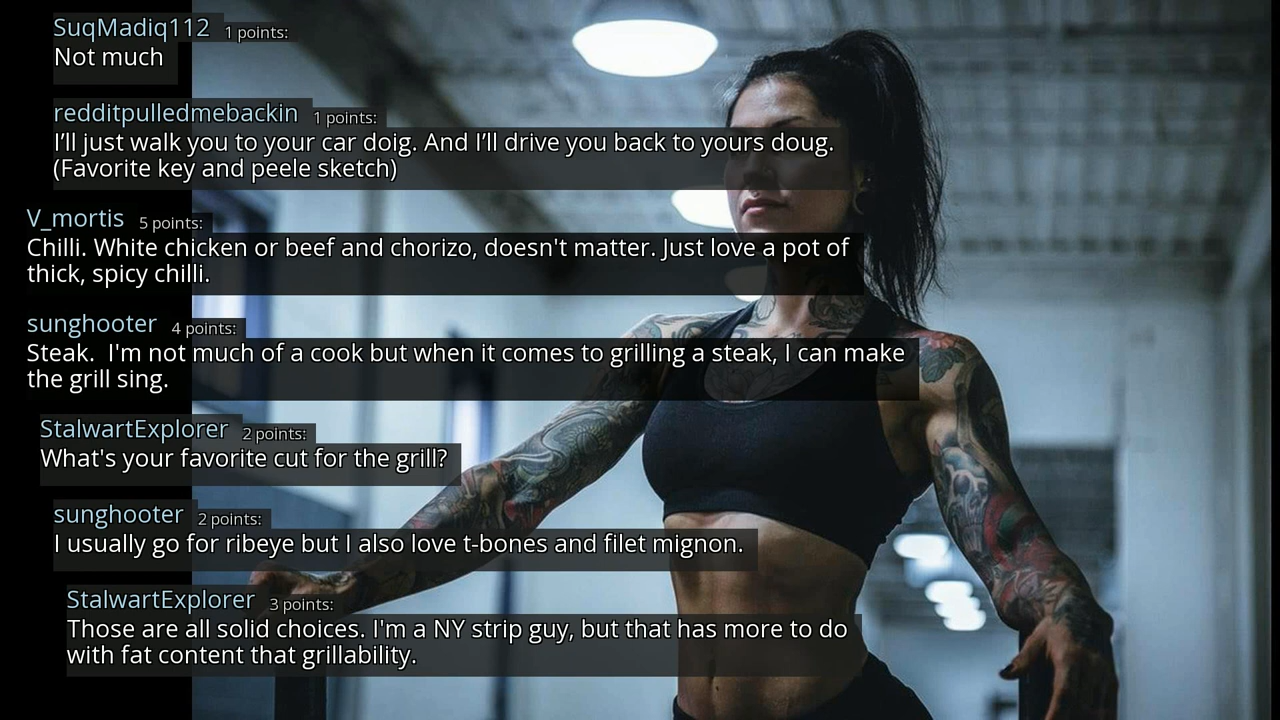 SuqMadiq112 1 points:
Not much
redditpulledmebackin 1 points:
I’ll just walk you to your car doig. And I’ll drive you back to yours doug.
(Favorite key and peele sketch)
V_mortis 5 points:
Chilli. White chicken or beef and chorizo, doesn't matter. Just love a pot of
thick, spicy chilli.
sunghooter 4 points:
Steak.  I'm not much of a cook but when it comes to grilling a steak, I can make
the grill sing.
StalwartExplorer 2 points:
What's your favorite cut for the grill?
sunghooter 2 points:
I usually go for ribeye but I also love t-bones and filet mignon.
StalwartExplorer 3 points:
Those are all solid choices. I'm a NY strip guy, but that has more to do
with fat content that grillability.